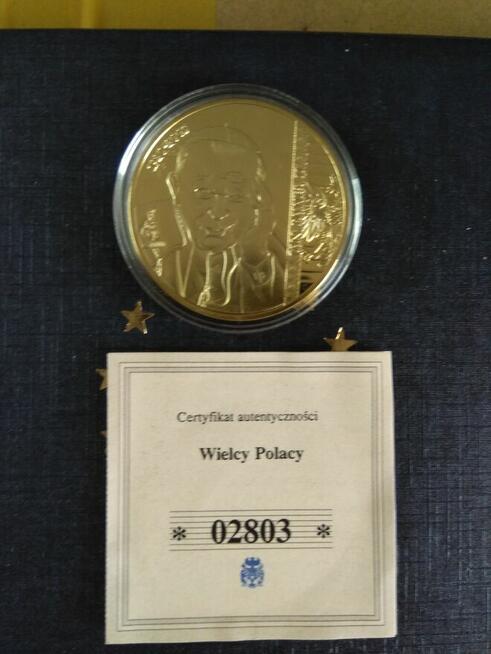 Certyfikat autentyczności
Wielcy Polacy
* 02803 *